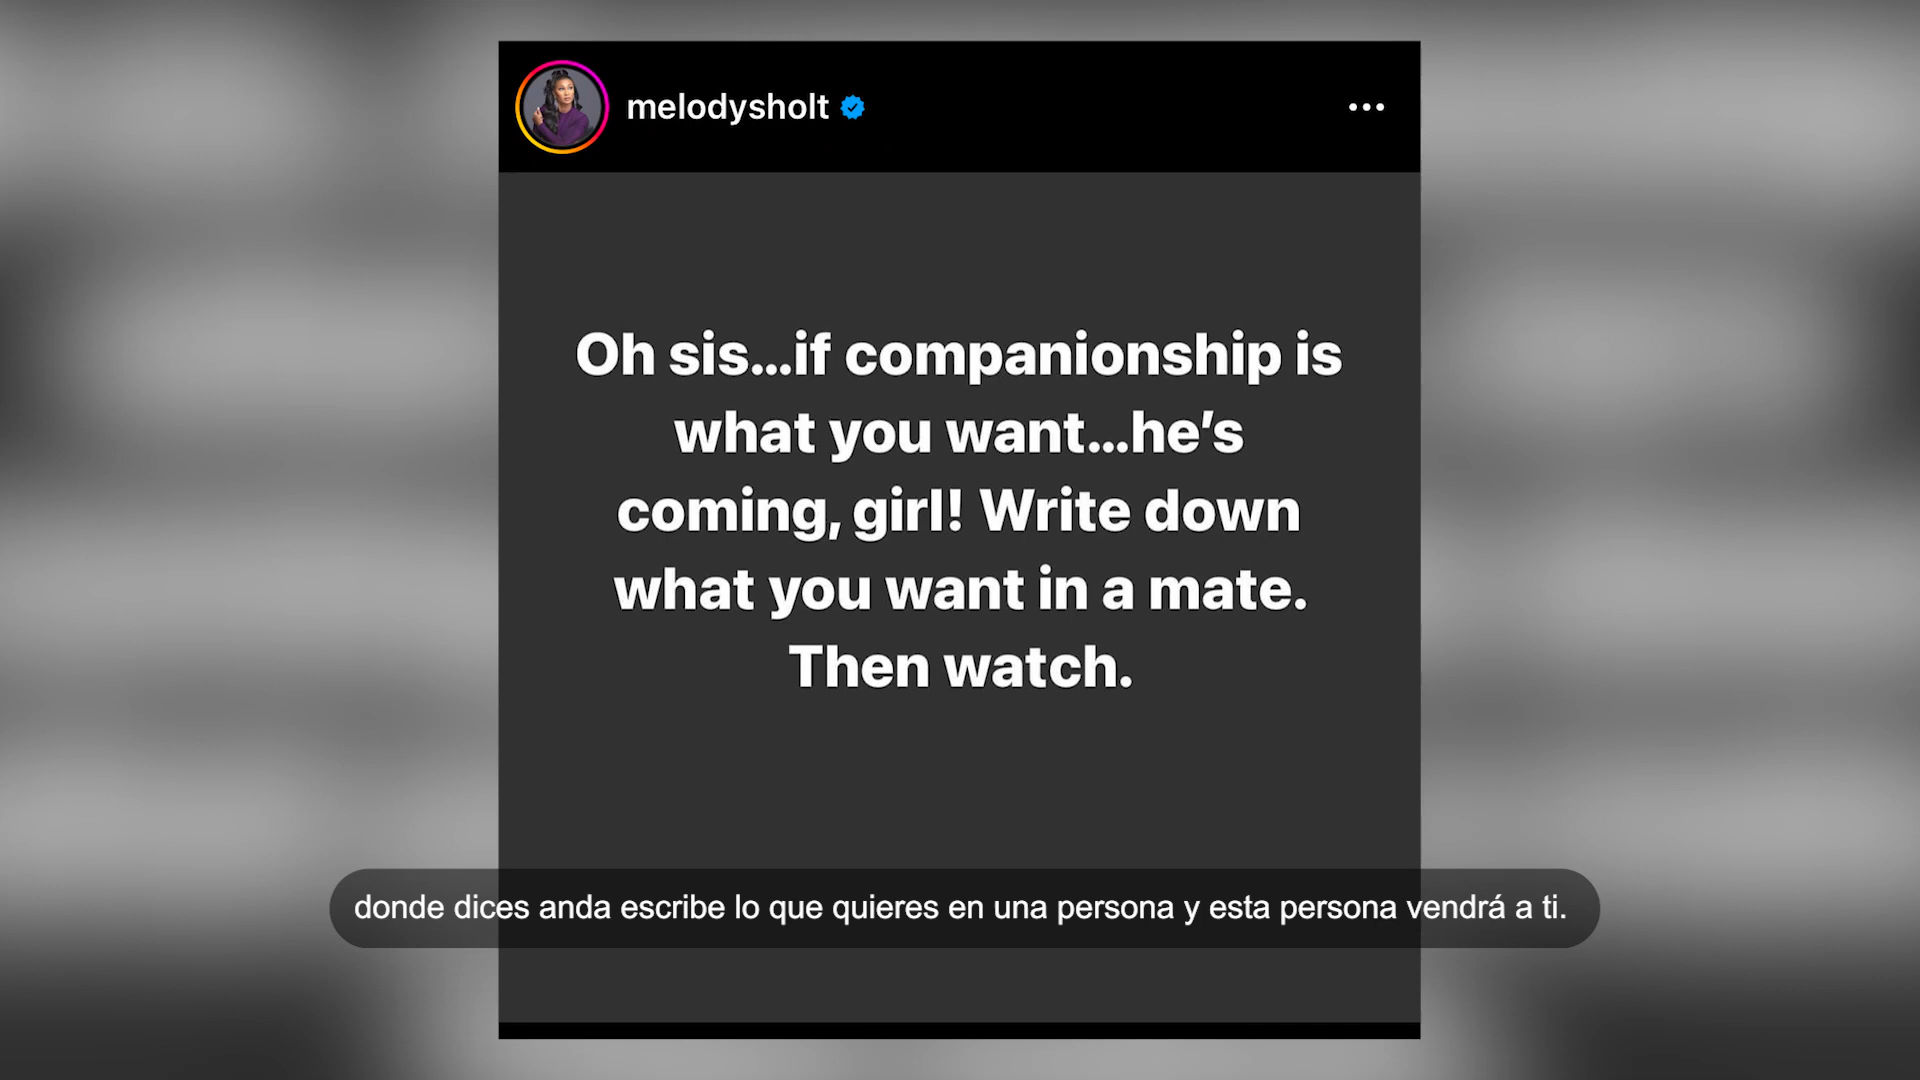 melodysholt
Oh sis...if companionship is
what you want...he’s
coming, girl! Write down
what you want in a mate.
Then watch.
donde dices anda escribe lo que quieres en una persona y esta persona vendrá a ti.